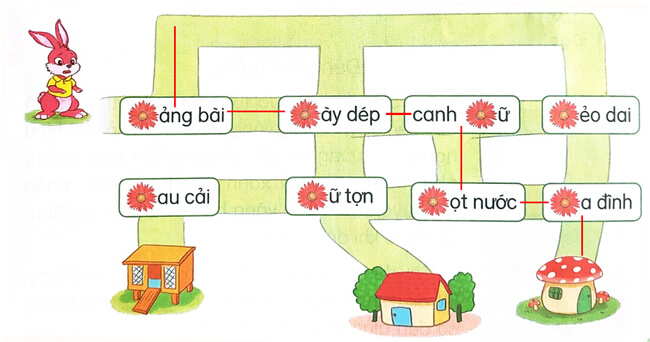 ảng bài
ày dép
canh ữ
ẻo dai
au cải
ữ tợn
ọt nước
a đình